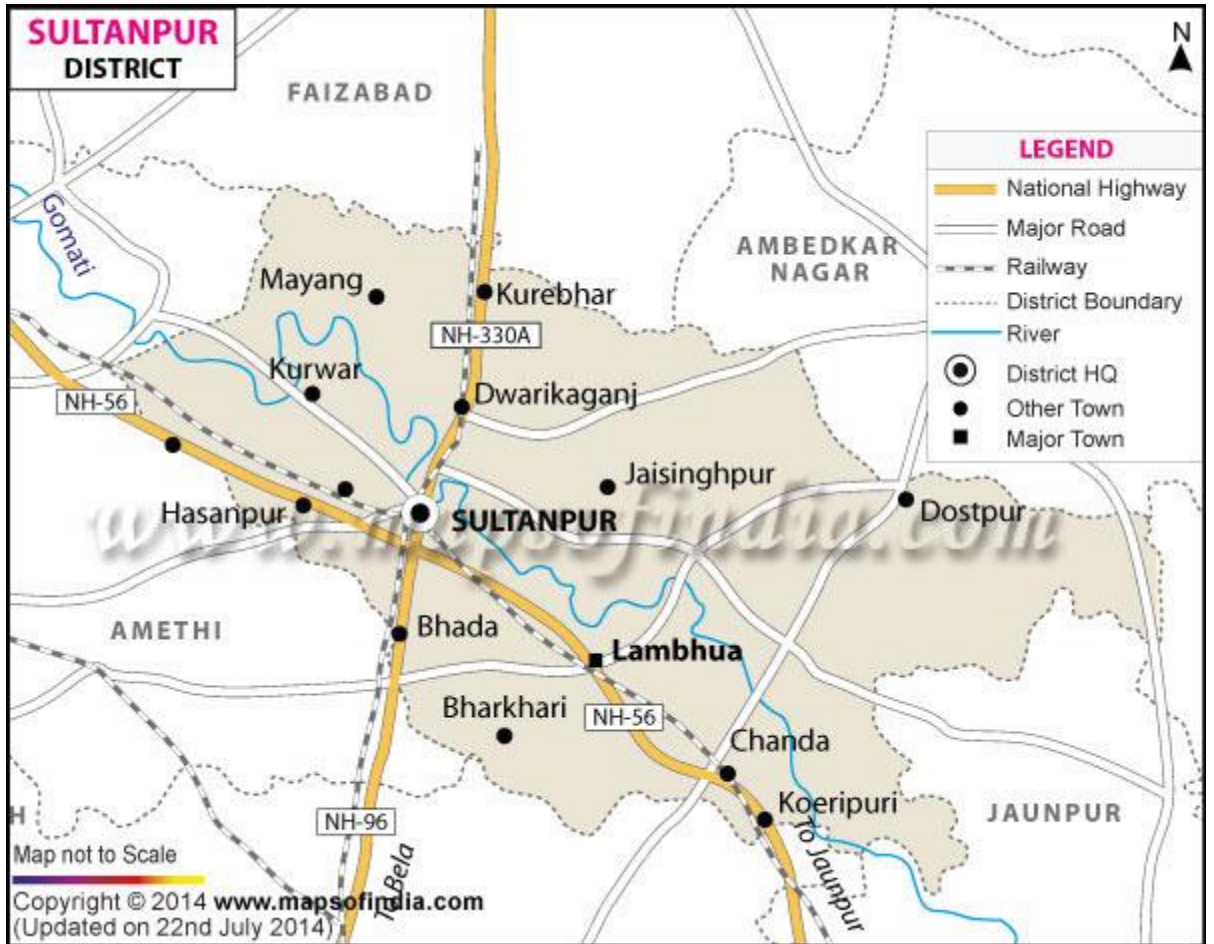 SULTANPUR
DISTRICT
N
FAIZABAD
LEGEND
National Highway
Major Road
Railway
District Boundary
River
District HQ
Other Town
Major Town
Gomati
AMBEDKAR
NAGAR
Mayang
Kurebhar
NH-330A
Kurwar
NH-56
Dwarikaganj
Jaisinghpur
Hasanpur
SULTANPUR
Dostpur
www.mapsofindia.com
AMETHI
Bhada
Lambhua
Bharkhari
NH-56
Chanda
Koeripuri
JAUNPUR
H
NH-96
To Bela
To Jaunpur
Map not to Scale
Copyright © 2014 www.mapsofindia.com
(Updated on 22nd July 2014)